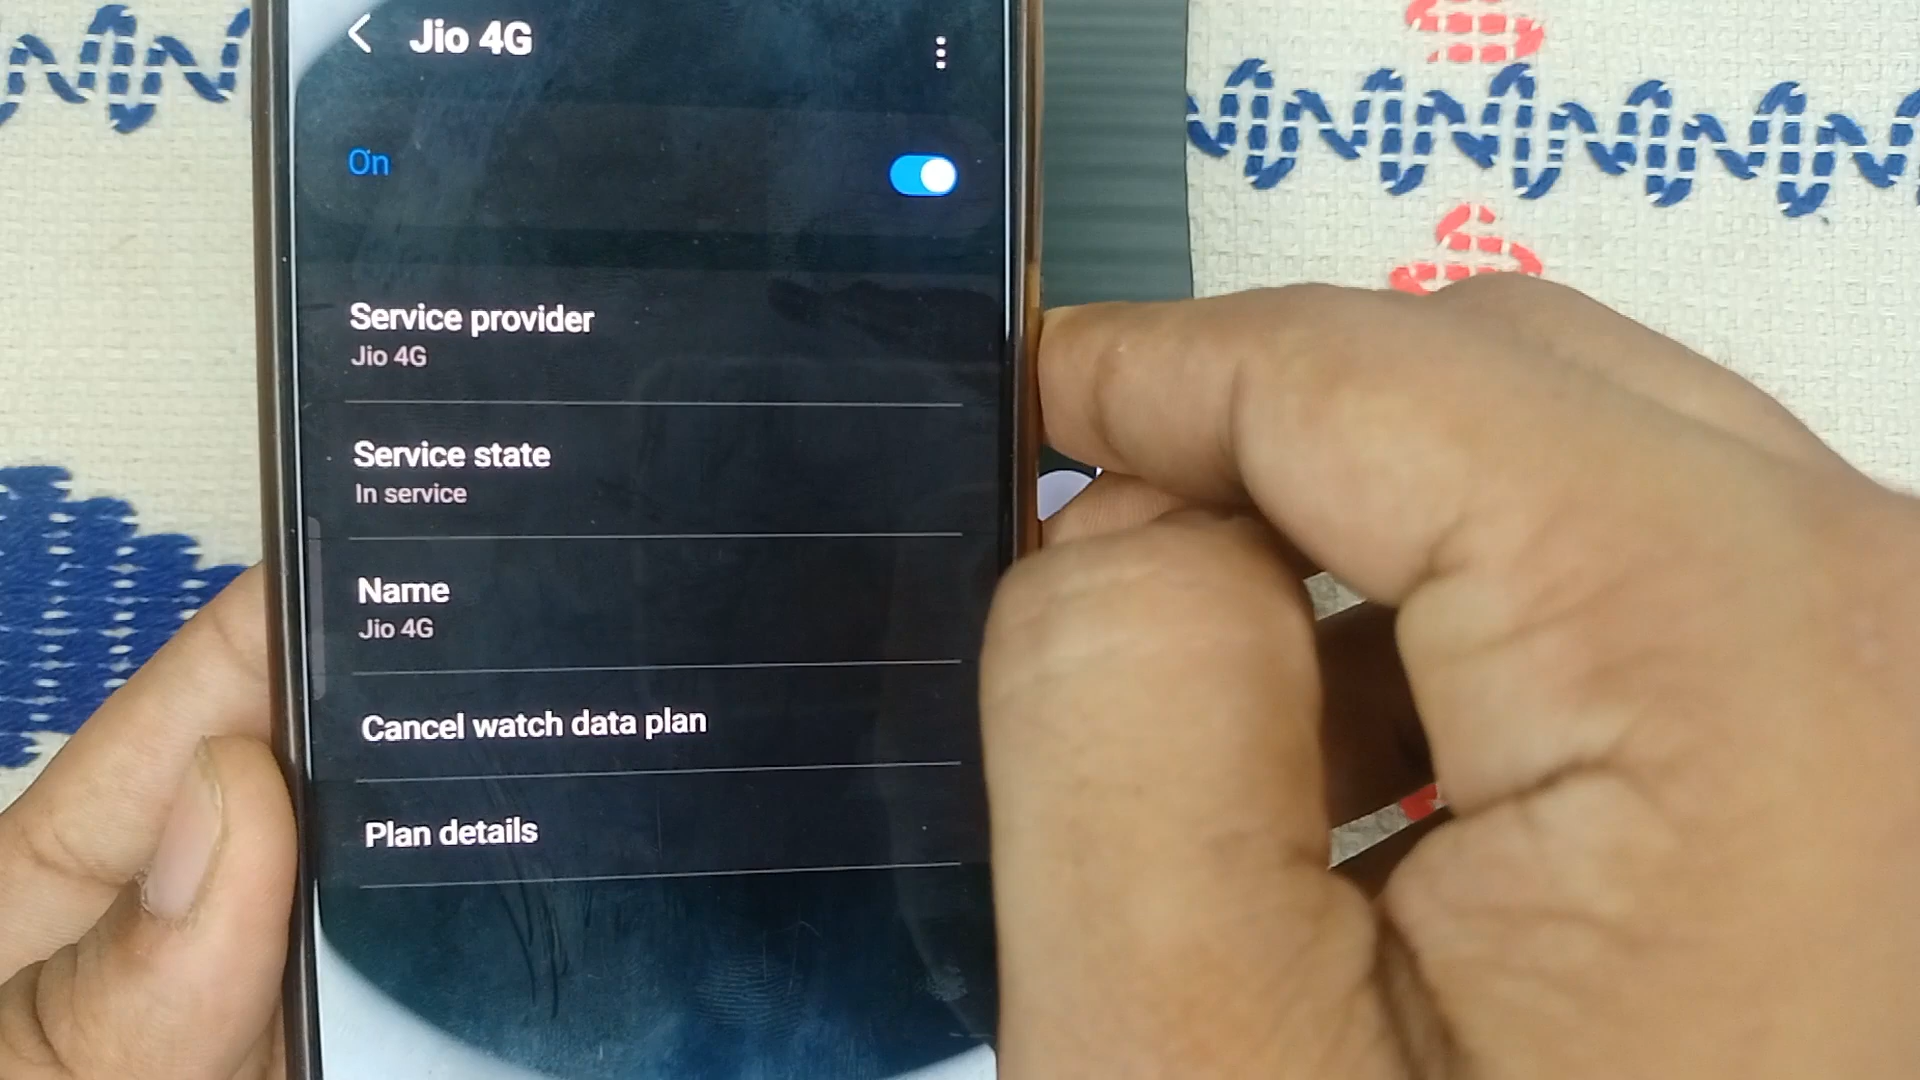 Jio 4G
On
Service provider
Jio 4G
Service state
In service
Name
Jio 4G
Cancel watch data plan
Plan details